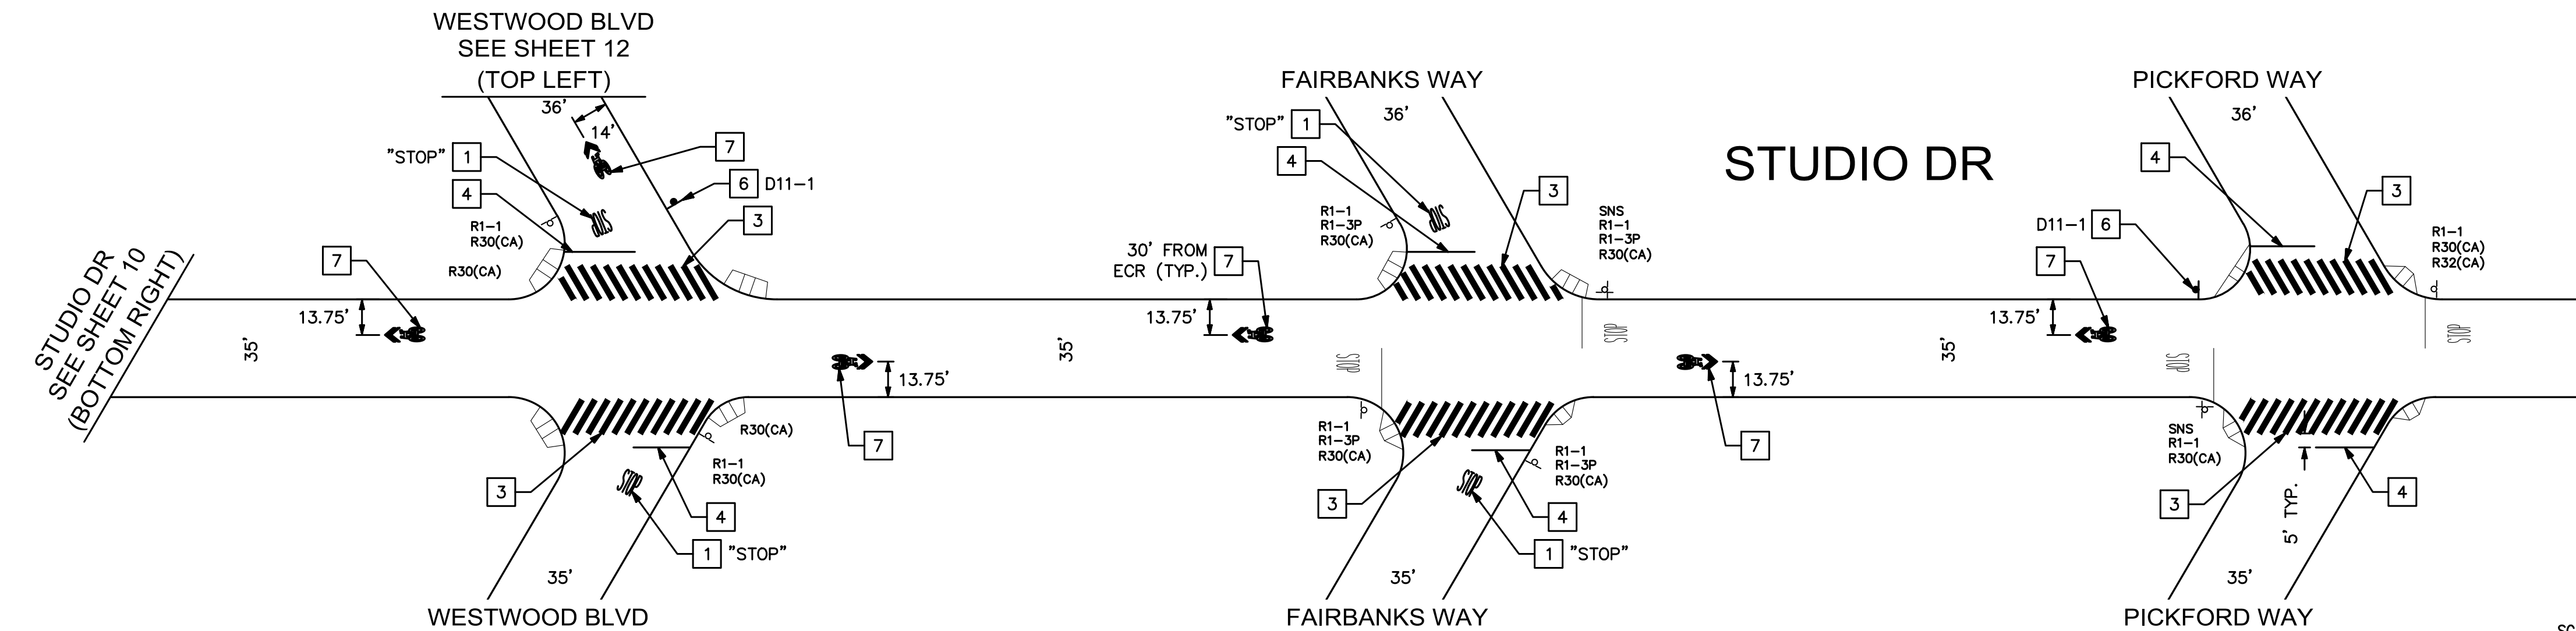 WESTWOOD BLVD
SEE SHEET 12
(TOP LEFT)
36'
14'
"STOP" 1
4
7
6 D11-1
3
R1-1
R30(CA)
R30(CA)
STOP
STUDIO DR
SEE SHEET 10
(BOTTOM RIGHT)
7
13.75'
35'
3
R30(CA)
R1-1
R30(CA)
STOP
4
1 "STOP"
35'
WESTWOOD BLVD
13.75'
7
35'
FAIRBANKS WAY
36'
"STOP" 1
4
3
R1-1
R1-3P
R30(CA)
STOP
SNS
R1-1
R1-3P
R30(CA)
30' FROM
ECR (TYP.) 7
13.75'
STOP
STOP
R1-1
R1-3P
R30(CA)
3
R1-1
R1-3P
R30(CA)
STOP
4
1 "STOP"
35'
FAIRBANKS WAY
STUDIO DR
13.75'
7
35'
PICKFORD WAY
36'
4
3
D11-1 6
7
13.75'
R1-1
R30(CA)
R32(CA)
STOP
STOP
SNS
R1-1
R30(CA)
3
4
5' TYP.
35'
PICKFORD WAY